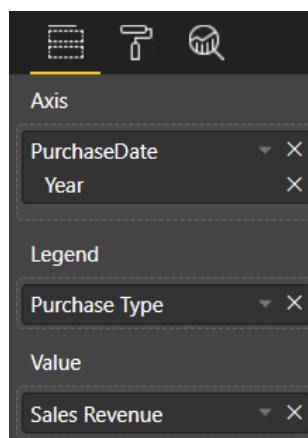 Axis
PurchaseDate
Year
Legend
Purchase Type
Value
Sales Revenue